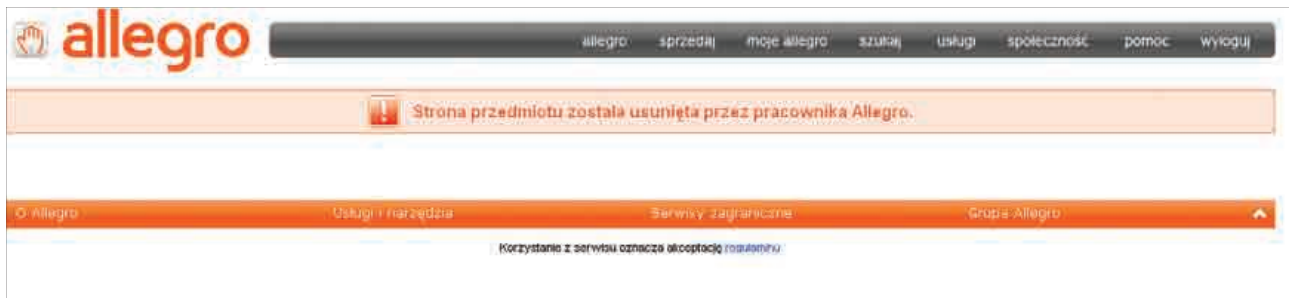 allegro
allegro sprzedaj moje allegro szukaj usługi społeczność pomoc wyloguj
Strona przedmiotu została usunięta przez pracownika Allegro.
O Allegro Usługi i narzędzia Serwisy zagraniczne Grupa Allegro
Korzystanie z serwisu oznacza akceptację regulaminu